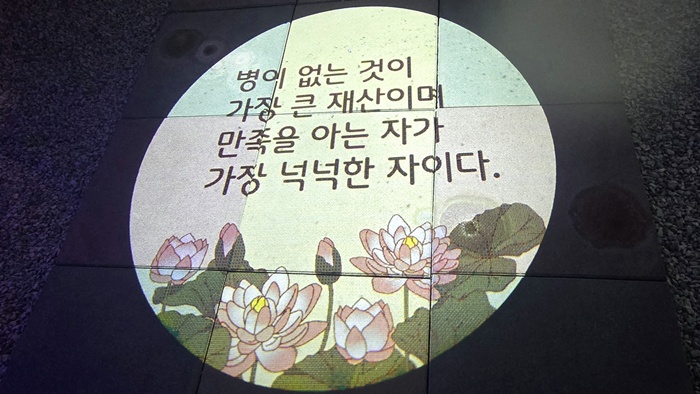 병이 없는 것이
가장 큰 재산이며
만족을 아는 자가
가장 넉넉한 자이다.